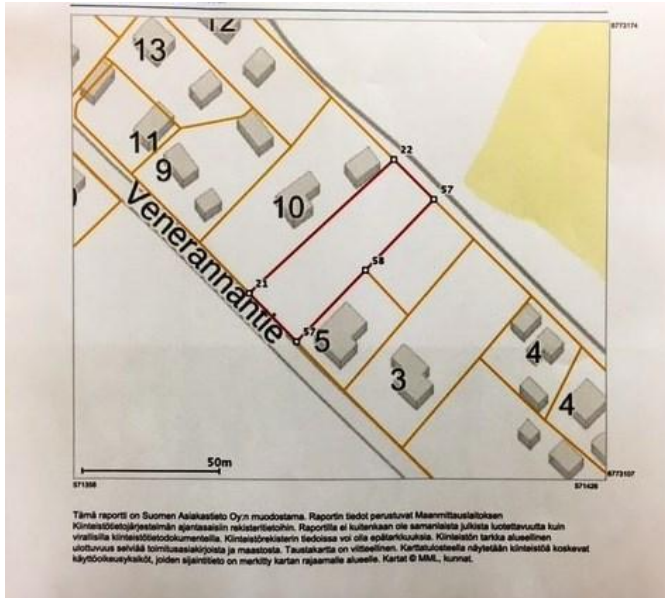 6773174
12
13
11
9
22
57
10
58
21
57
Venerannantie
5
3
4
4
50m
6773107
571358
571426
Tämä raportti on Suomen Asiakastieto Oy:n muodostama. Raportin tiedot perustuvat Maanmittauslaitoksen
Kiinteistötietojärjestelmän ajantasaisiin rekisteritietoihin. Raportilla ei kuitenkaan ole samanlaista julkista luotettavuutta kuin
virallisilla kiinteistötietodokumenteilla. Kiinteistörekisterin tiedoissa voi olla epätarkkuuksia. Kiinteistön tarkka alueellinen
ulottuvuus selviää toimitusasiakirjoista ja maastosta. Taustakartta on viitteellinen. Karttatulosteella näytetään kiinteistöä koskevat
käyttöoikeusyksiköt, joiden sijaintitieto on merkitty kartan rajaamalle alueelle. Kartat © MML, kunnat.